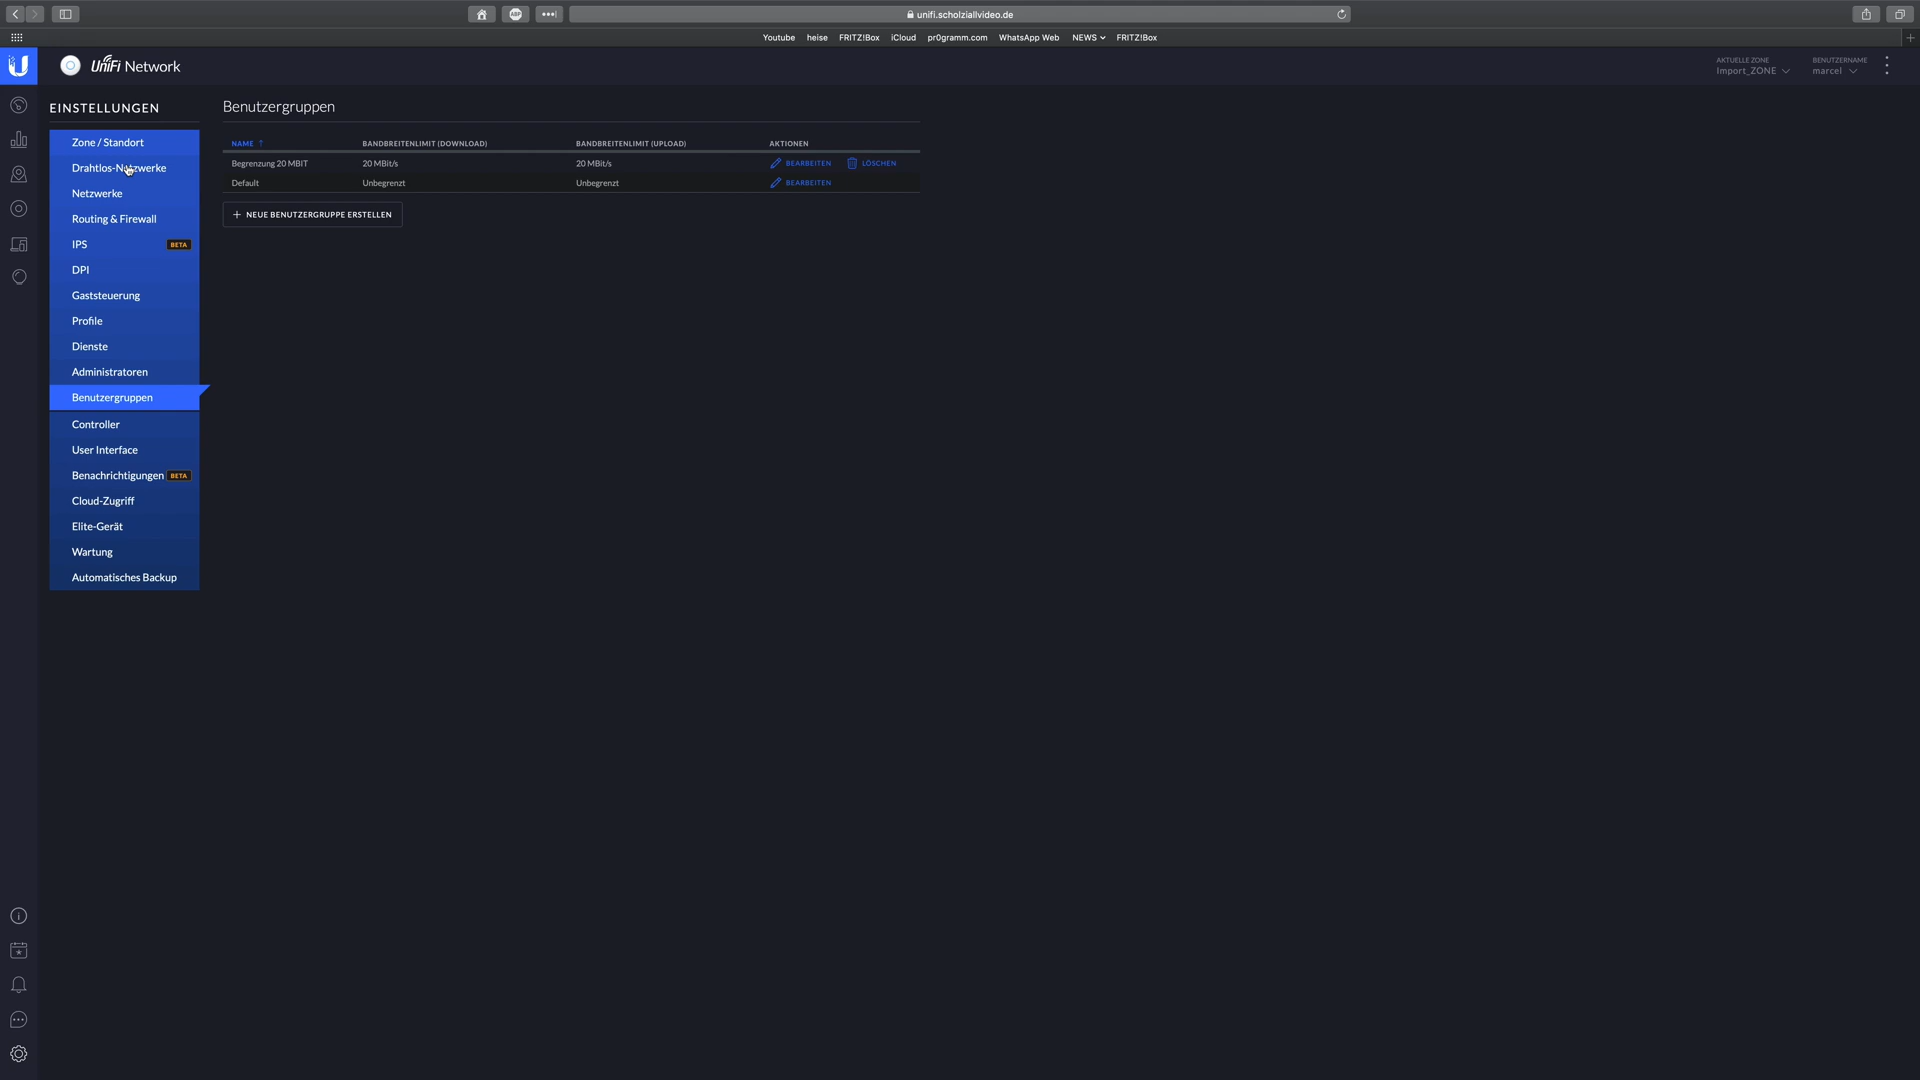 unifi.scholziallvideo.de
Youtube heise FRITZ!Box iCloud pr0gramm.com WhatsApp Web NEWS FRITZ!Box
UniFi Network
AKTUELLE ZONE
Import_ZONE
BENUTZERNAME
marcel
EINSTELLUNGEN
Zone / Standort
Drahtlos-Netzwerke
Netzwerke
Routing & Firewall
IPS BETA
DPI
Gaststeuerung
Profile
Dienste
Administratoren
Benutzergruppen
Controller
User Interface
Benachrichtigungen BETA
Cloud-Zugriff
Elite-Gerät
Wartung
Automatisches Backup
Benutzergruppen
NAME BANDBREITENLIMIT (DOWNLOAD) BANDBREITENLIMIT (UPLOAD) AKTIONEN
Begrenzung 20 MBIT 20 MBit/s 20 MBit/s BEARBEITEN LÖSCHEN
Default Unbegrenzt Unbegrenzt BEARBEITEN
NEUE BENUTZERGRUPPE ERSTELLEN
ABP